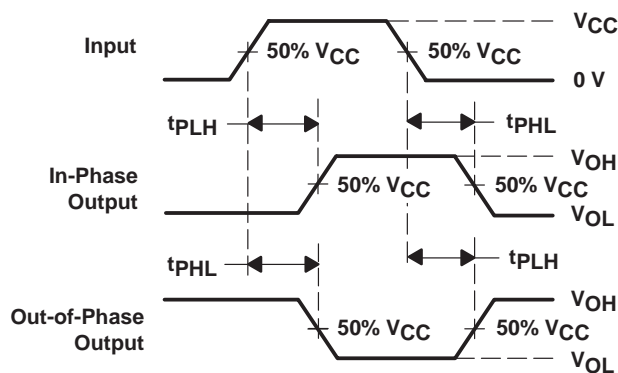 VCC
Input
50% VCC
50% VCC
0 V
tPLH
tPHL
In-Phase
Output
50% VCC
VOH
50% VCC
VOL
tPHL
tPLH
Out-of-Phase
Output
50% VCC
VOH
50% VCC
VOL